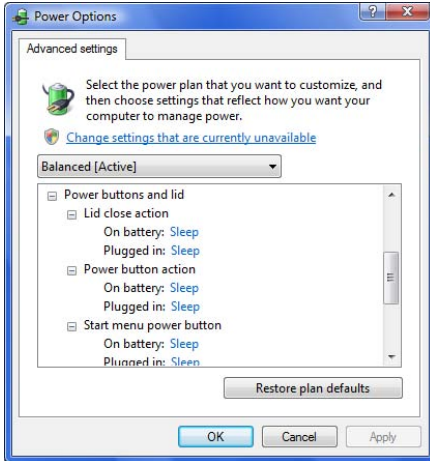 Power Options
Advanced settings
Select the power plan that you want to customize, and
then choose settings that reflect how you want your
computer to manage power.
Change settings that are currently unavailable
Balanced [Active]
Power buttons and lid
Lid close action
On battery: Sleep
Plugged in: Sleep
Power button action
On battery: Sleep
Plugged in: Sleep
Start menu power button
On battery: Sleep
Plugged in: Sleep
Restore plan defaults
OK
Cancel
Apply